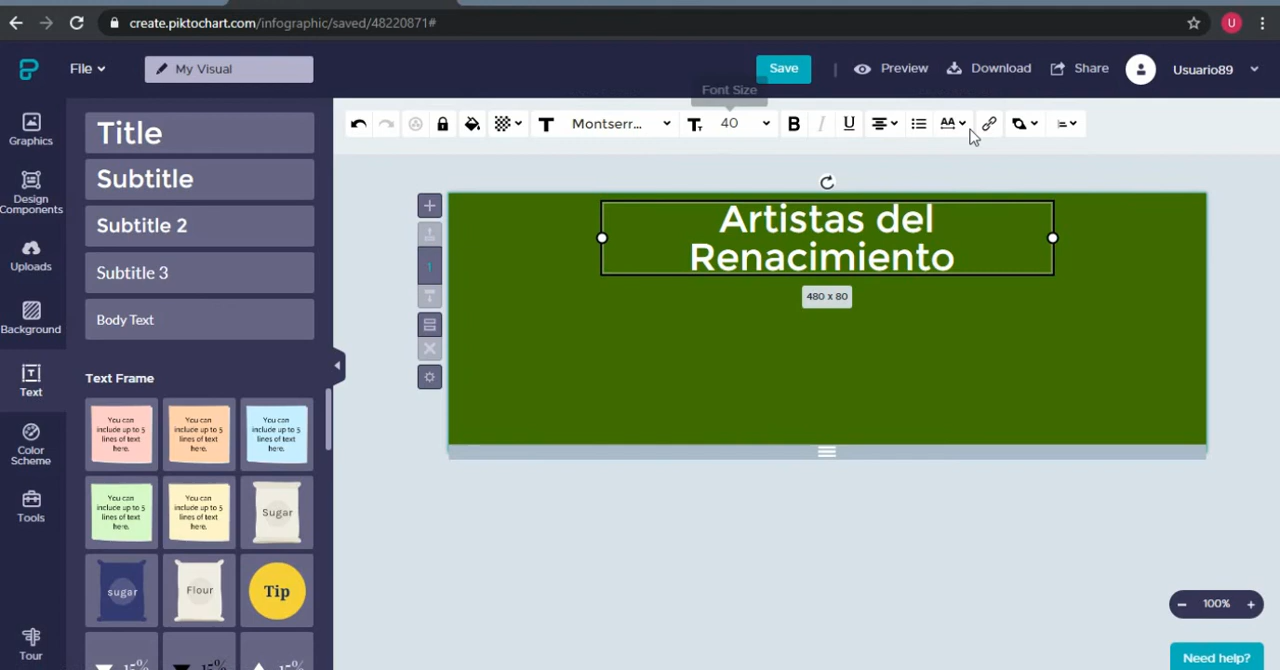 create.piktochart.com/infographic/saved/48220871#
U
File
My Visual
Save
Preview
Download
Share
Usuario89
Font Size
Montserr...
40
B
I
U
AA
Graphics
Design
Components
Uploads
Background
Text
Color
Scheme
Tools
Tour
Title
Subtitle
Subtitle 2
Subtitle 3
Body Text
Text Frame
You can
include up to 5
lines of text
here.
You can
include up to 5
lines of text
here.
You can
include up to 5
lines of text
here.
You can
include up to 5
lines of text
here.
You can
include up to 5
lines of text
here.
Sugar
sugar
Flour
Tip
15%
15%
15%
1
Artistas del
Renacimiento
480 x 80
100%
Need help?